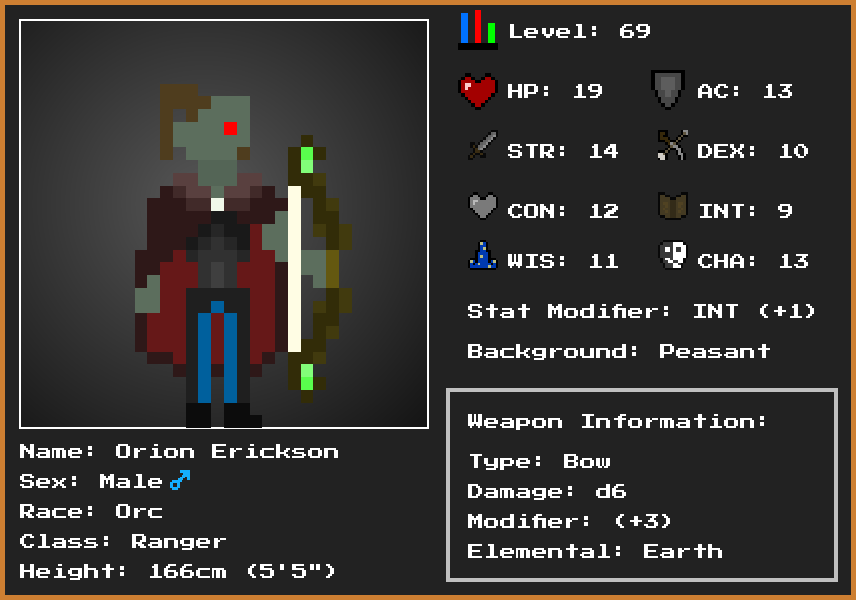 Level: 69
HP: 19
AC: 13
STR: 14
DEX: 10
CON: 12
INT: 9
WIS: 11
CHA: 13
Stat Modifier: INT (+1)
Background: Peasant
Weapon Information:
Type: Bow
Damage: d6
Modifier: (+3)
Elemental: Earth
Name: Orion Erickson
Sex: Male♂
Race: Orc
Class: Ranger
Height: 166cm (5'5")